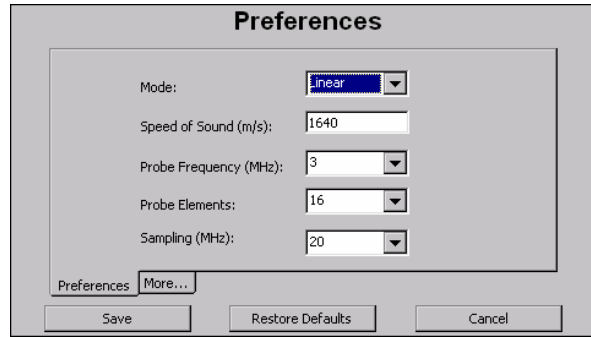 Preferences
Mode: Linear
Speed of Sound (m/s): 1640
Probe Frequency (MHz): 3
Probe Elements: 16
Sampling (MHz): 20
Preferences More...
Save Restore Defaults Cancel